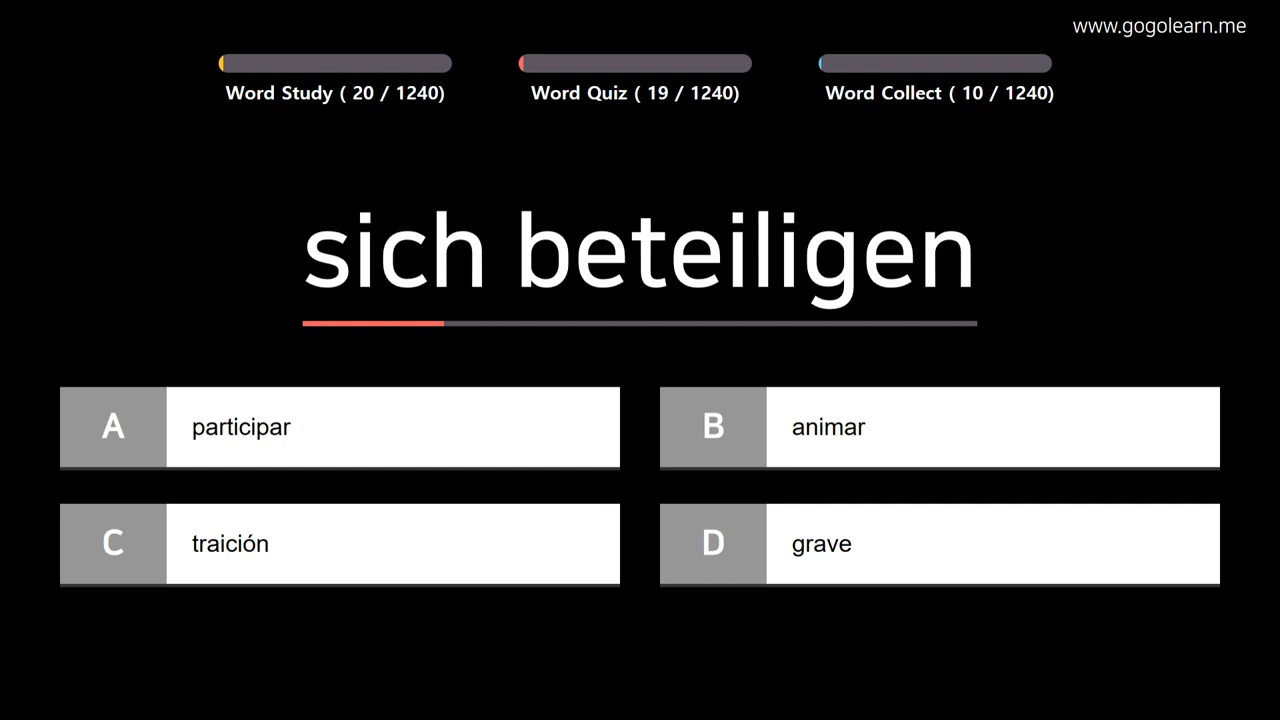 www.gogolearn.me
Word Study ( 20 / 1240)
Word Quiz ( 19 / 1240)
Word Collect ( 10 / 1240)
sich beteiligen
A participar
B animar
C traición
D grave